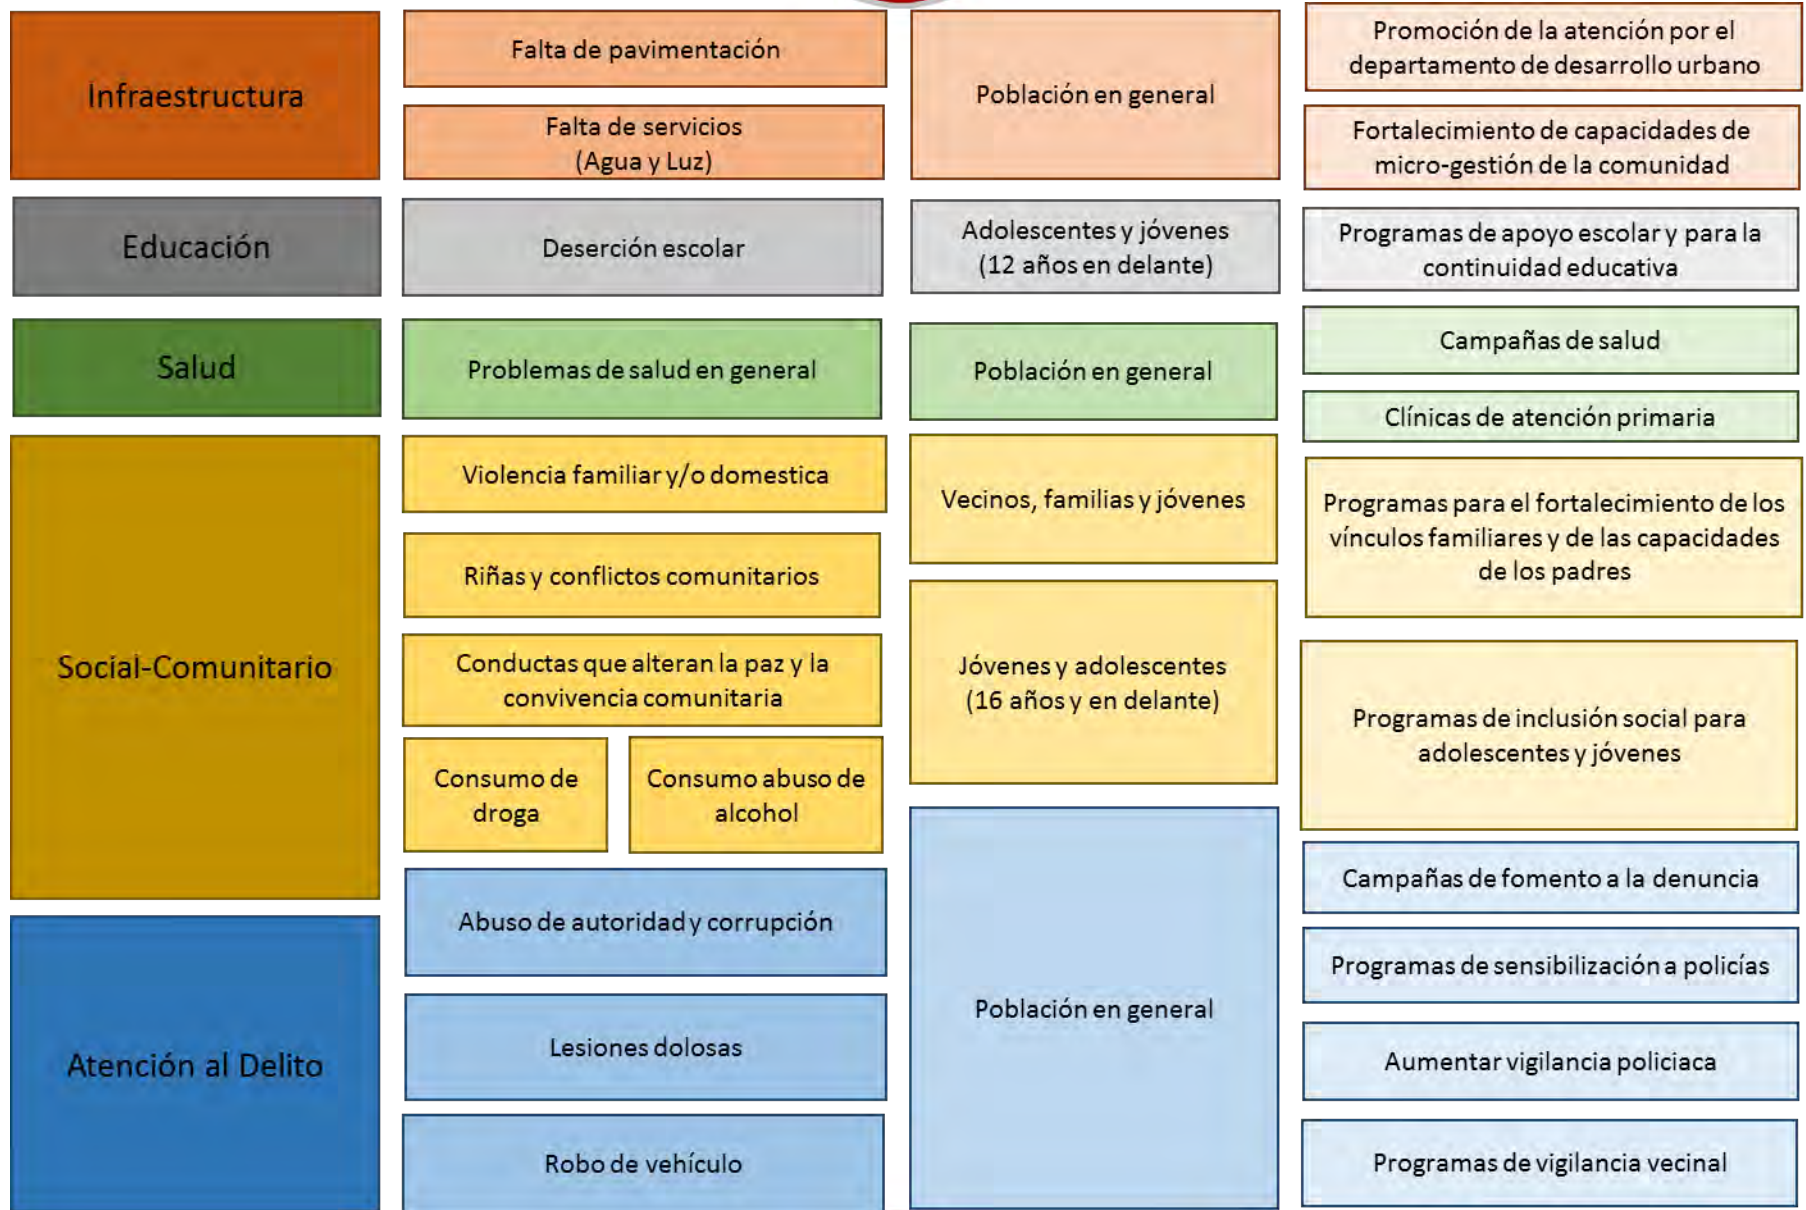 Infraestructura
Falta de pavimentación
Falta de servicios
(Agua y Luz)
Población en general
Promoción de la atención por el
departamento de desarrollo urbano
Fortalecimiento de capacidades de
micro-gestión de la comunidad
Educación
Deserción escolar
Adolescentes y jóvenes
(12 años en delante)
Programas de apoyo escolar y para la
continuidad educativa
Salud
Problemas de salud en general
Población en general
Campañas de salud
Clínicas de atención primaria
Social-Comunitario
Violencia familiar y/o domestica
Riñas y conflictos comunitarios
Conductas que alteran la paz y la
convivencia comunitaria
Consumo de
droga
Consumo abuso de
alcohol
Vecinos, familias y jóvenes
Jóvenes y adolescentes
(16 años y en delante)
Programas para el fortalecimiento de los
vínculos familiares y de las capacidades
de los padres
Programas de inclusión social para
adolescentes y jóvenes
Atención al Delito
Abuso de autoridad y corrupción
Lesiones dolosas
Robo de vehículo
Población en general
Campañas de fomento a la denuncia
Programas de sensibilización a policías
Aumentar vigilancia policiaca
Programas de vigilancia vecinal